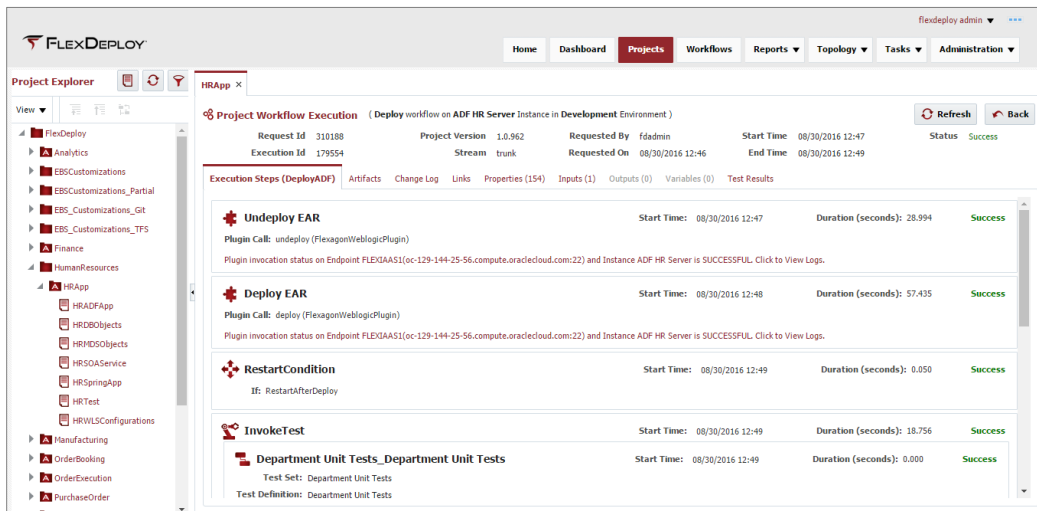 flexdeploy admin
FLEXDEPLOY
Home Dashboard Projects Workflows Reports Topology Tasks Administration
Project Explorer
View
FlexDeploy
Analytics
EBSCustomizations
EBSCustomizations_Partial
EBS_Customizations_Git
EBS_Customizations_TFS
Finance
HumanResources
HRApp
HRADFApp
HRDBObjects
HRMDSObjects
HRSOAService
HRSpringApp
HRTest
HRWLSConfigurations
Manufacturing
OrderBooking
OrderExecution
PurchaseOrder
HRApp ×
Project Workflow Execution ( Deploy workflow on ADF HR Server Instance in Development Environment ) Refresh Back
Request Id 310188 Project Version 1.0.962 Requested By fdadmin Start Time 08/30/2016 12:47 Status Success
Execution Id 179554 Stream trunk Requested On 08/30/2016 12:46 End Time 08/30/2016 12:49
Execution Steps (DeployADF) Artifacts Change Log Links Properties (154) Inputs (1) Outputs (0) Variables (0) Test Results
Undeploy EAR Start Time: 08/30/2016 12:47 Duration (seconds): 28.994 Success
Plugin Call: undeploy (FlexagonWeblogicPlugin)
Plugin invocation status on Endpoint FLEXIAAS1(oc-129-144-25-56.compute.oraclecloud.com:22) and Instance ADF HR Server is SUCCESSFUL. Click to View Logs.
Deploy EAR Start Time: 08/30/2016 12:48 Duration (seconds): 57.435 Success
Plugin Call: deploy (FlexagonWeblogicPlugin)
Plugin invocation status on Endpoint FLEXIAAS1(oc-129-144-25-56.compute.oraclecloud.com:22) and Instance ADF HR Server is SUCCESSFUL. Click to View Logs.
RestartCondition Start Time: 08/30/2016 12:49 Duration (seconds): 0.050 Success
If: RestartAfterDeploy
InvokeTest Start Time: 08/30/2016 12:49 Duration (seconds): 18.756 Success
Department Unit Tests_Department Unit Tests Start Time: 08/30/2016 12:49 Duration (seconds): 0.000 Success
Test Set: Department Unit Tests
Test Definition: Department Unit Tests